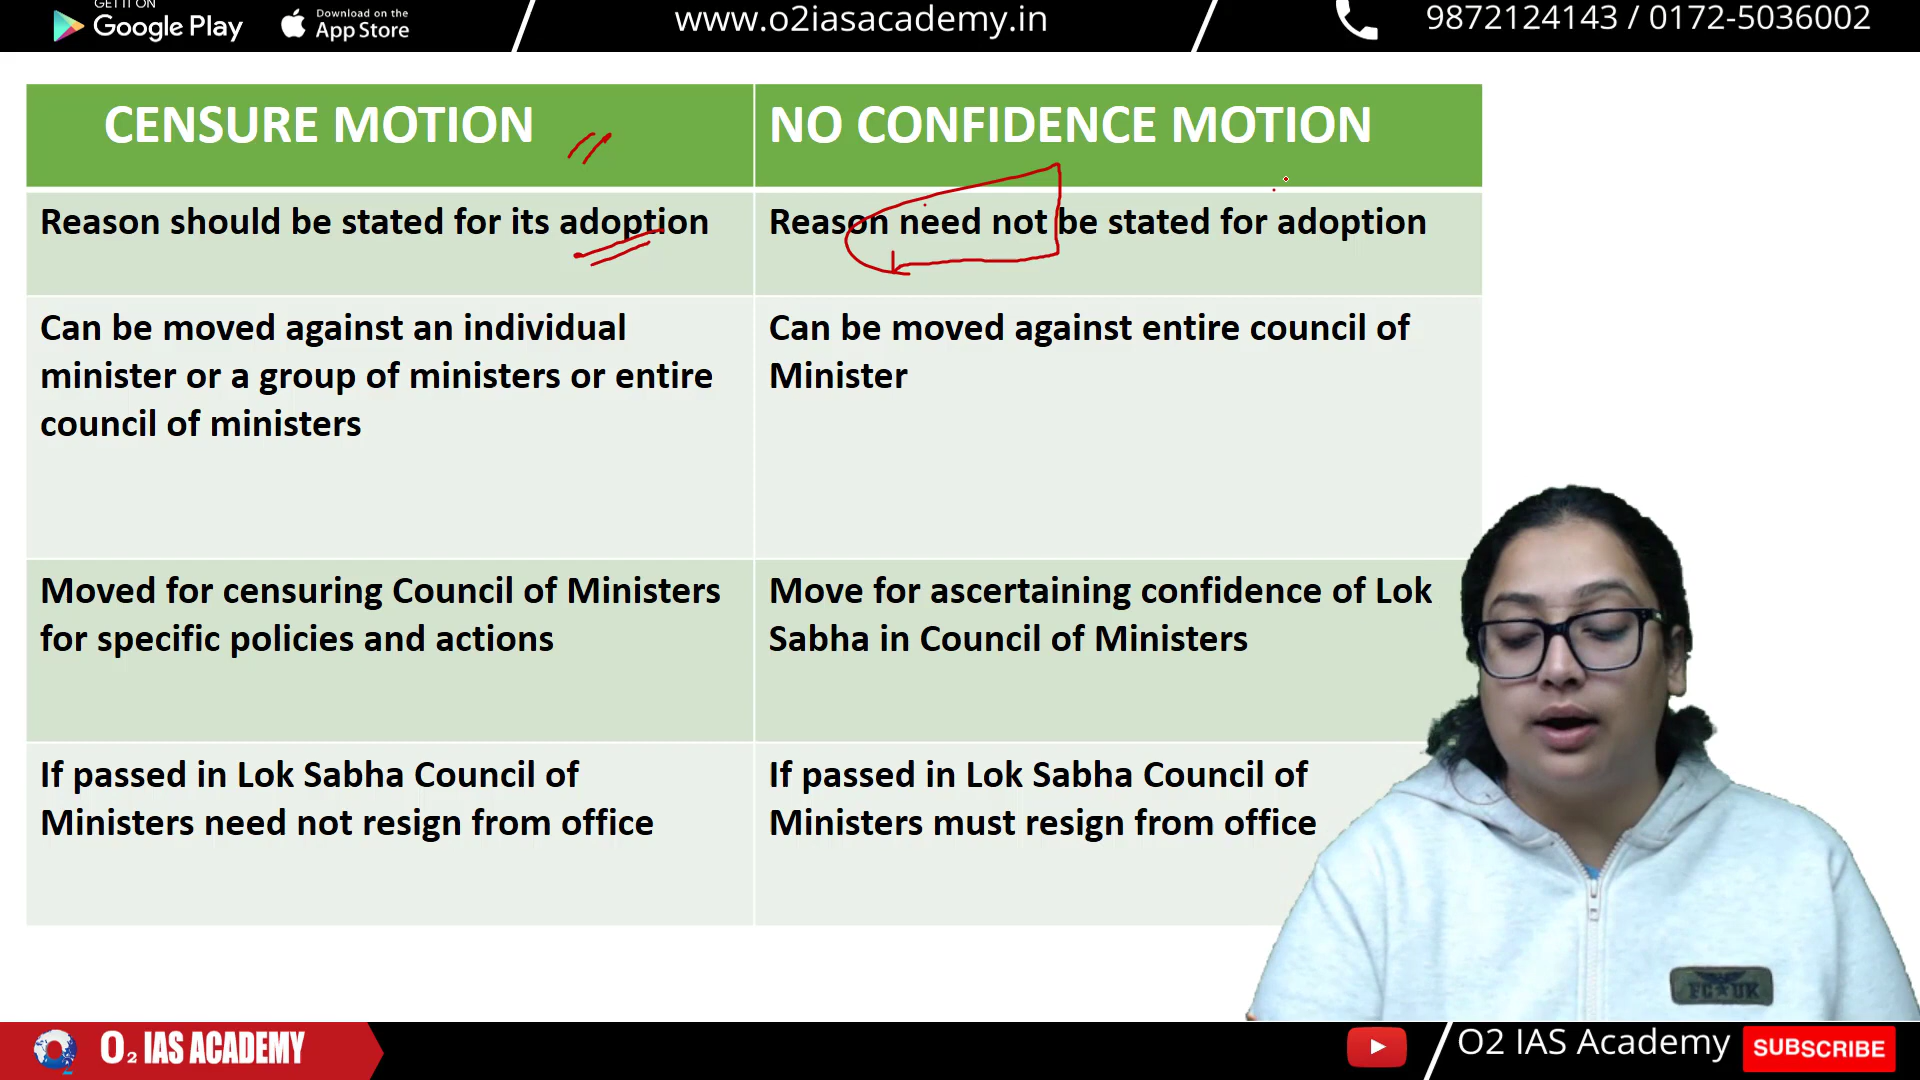 GET IT ON
Google Play
Download on the
App Store
www.o2iasacademy.in
9872124143 / 0172-5036002
CENSURE MOTION
NO CONFIDENCE MOTION
Reason should be stated for its adoption
Reason need not be stated for adoption
Can be moved against an individual
minister or a group of ministers or entire
council of ministers
Can be moved against entire council of
Minister
Moved for censuring Council of Ministers
for specific policies and actions
Move for ascertaining confidence of Lok
Sabha in Council of Ministers
If passed in Lok Sabha Council of
Ministers need not resign from office
If passed in Lok Sabha Council of
Ministers must resign from office
FC UK
O2 IAS ACADEMY
O2 IAS Academy
SUBSCRIBE